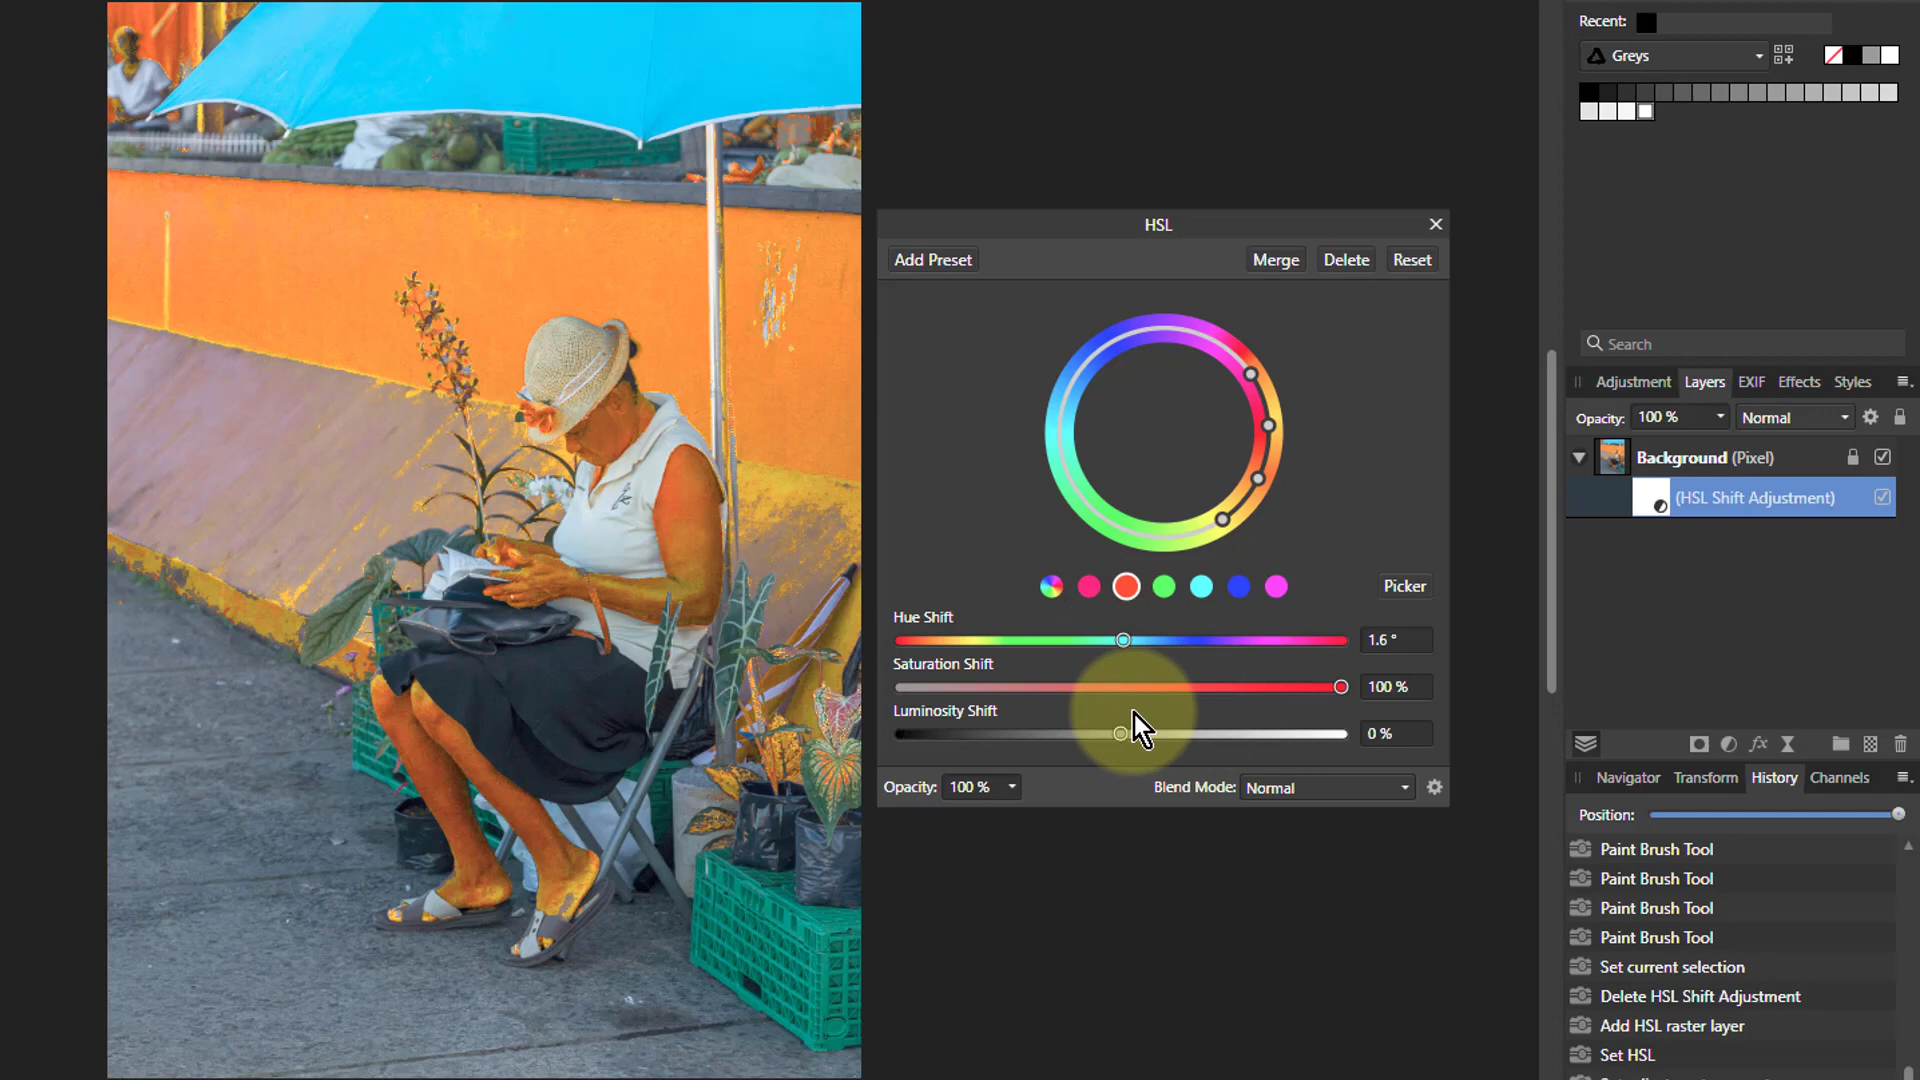 Recent:
Greys
Search
Adjustment Layers EXIF Effects Styles
Opacity: 100 % Normal
Background (Pixel)
(HSL Shift Adjustment)
HSL
Add Preset Merge Delete Reset
Picker
Hue Shift
1.6 °
Saturation Shift
100 %
Luminosity Shift
0 %
Opacity: 100 % Blend Mode: Normal
fx
Navigator Transform History Channels
Position:
Paint Brush Tool
Paint Brush Tool
Paint Brush Tool
Paint Brush Tool
Set current selection
Delete HSL Shift Adjustment
Add HSL raster layer
Set HSL